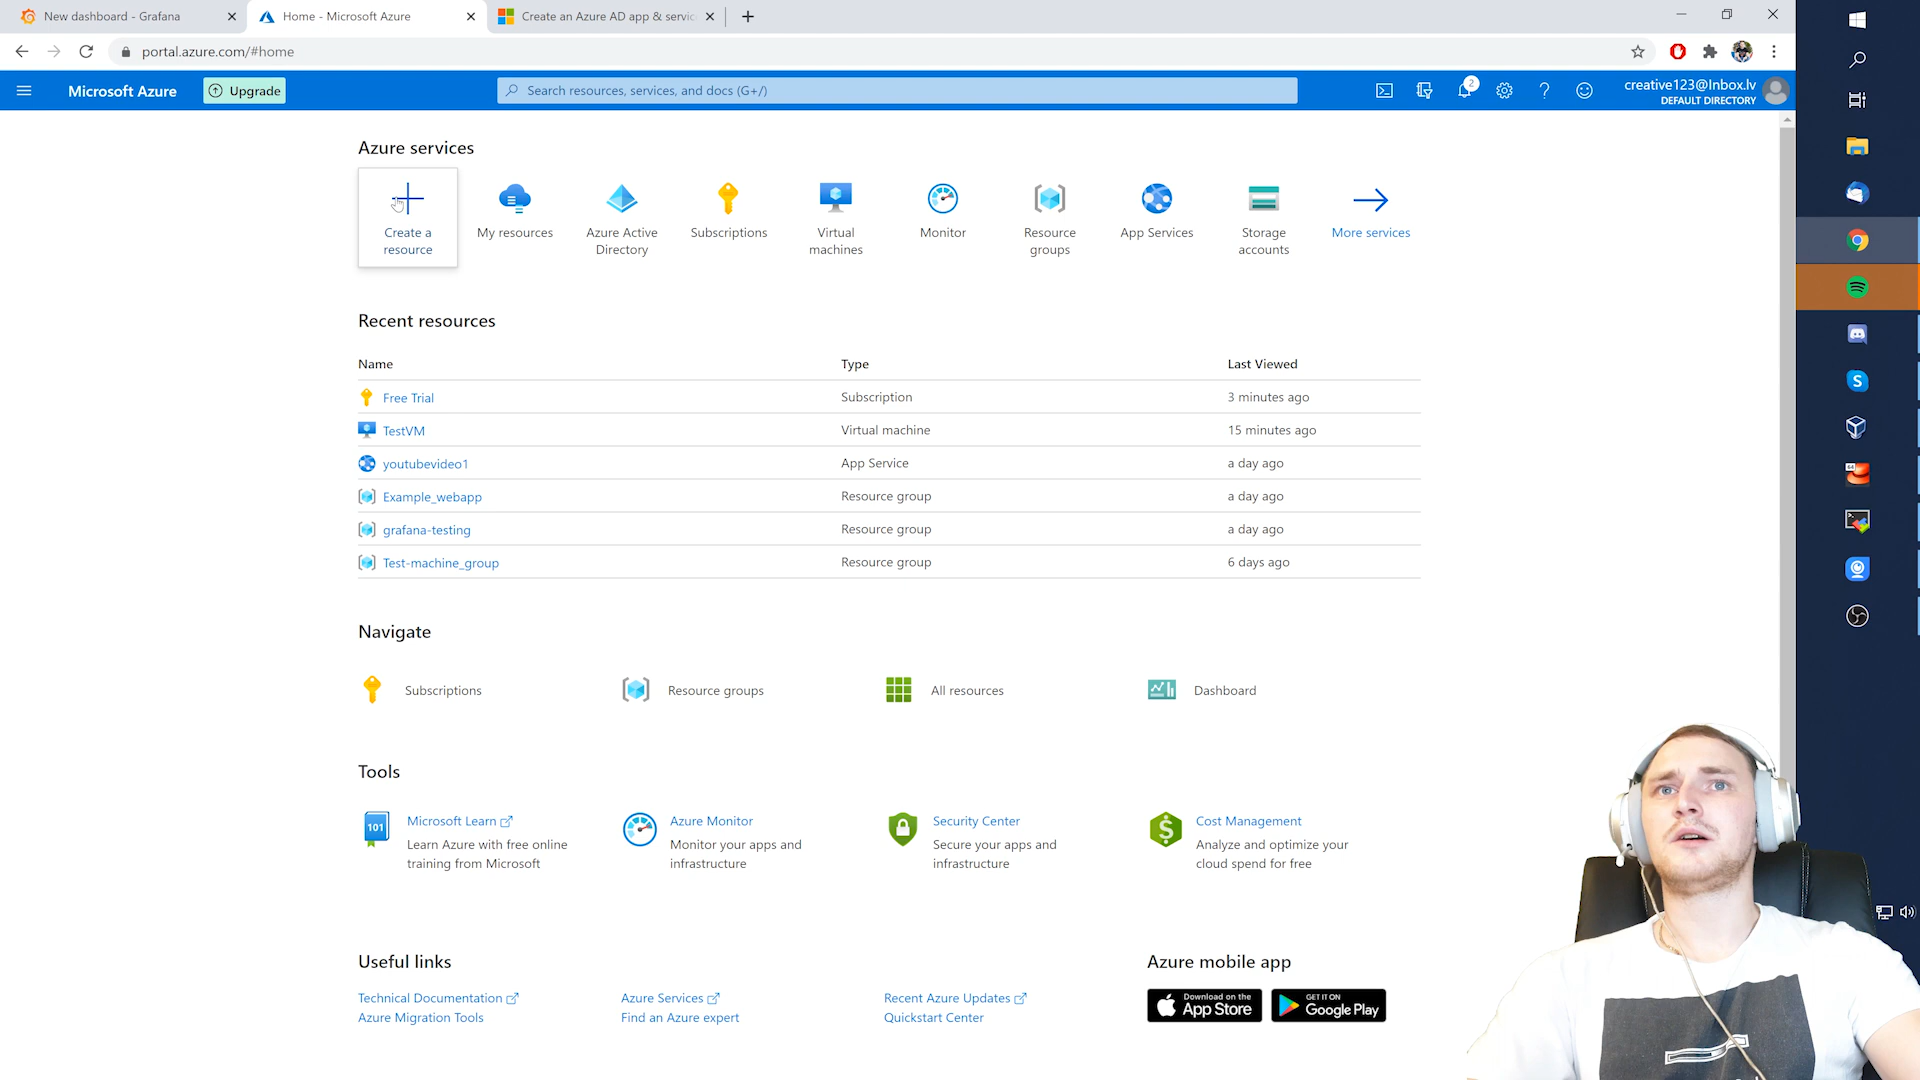 New dashboard - Grafana
Home - Microsoft Azure
Create an Azure AD app & servic
portal.azure.com/#home
Microsoft Azure
Upgrade
Search resources, services, and docs (G+/)
2
creative123@Inbox.lv
DEFAULT DIRECTORY
Azure services
Create a
resource
My resources
Azure Active
Directory
Subscriptions
Virtual
machines
Monitor
Resource
groups
App Services
Storage
accounts
More services
Recent resources
Name Type Last Viewed
Free Trial Subscription 3 minutes ago
TestVM Virtual machine 15 minutes ago
youtubevideo1 App Service a day ago
Example_webapp Resource group a day ago
grafana-testing Resource group a day ago
Test-machine_group Resource group 6 days ago
Navigate
Subscriptions
Resource groups
All resources
Dashboard
Tools
101
Microsoft Learn
Learn Azure with free online
training from Microsoft
Azure Monitor
Monitor your apps and
infrastructure
Security Center
Secure your apps and
infrastructure
Cost Management
Analyze and optimize your
cloud spend for free
Useful links
Technical Documentation
Azure Migration Tools
Azure Services
Find an Azure expert
Recent Azure Updates
Quickstart Center
Azure mobile app
Download on the
App Store
GET IT ON
Google Play